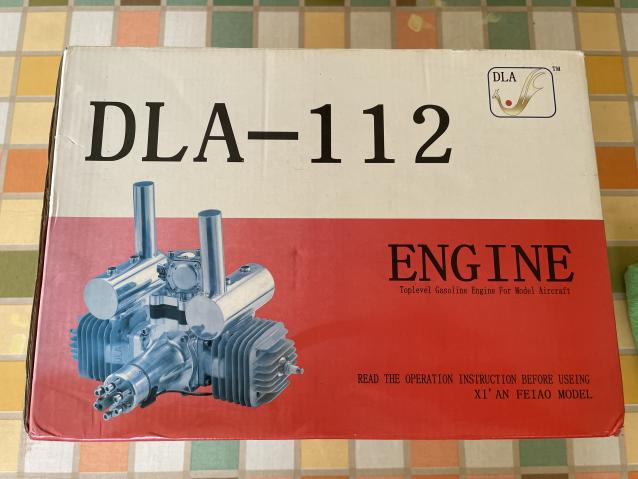 DLA
TM
DLA-112
ENGINE
Toplevel Gasoline Engine For Model Aircraft
READ THE OPERATION INSTRUCTION BEFORE USEING
XI'AN FEIAO MODEL